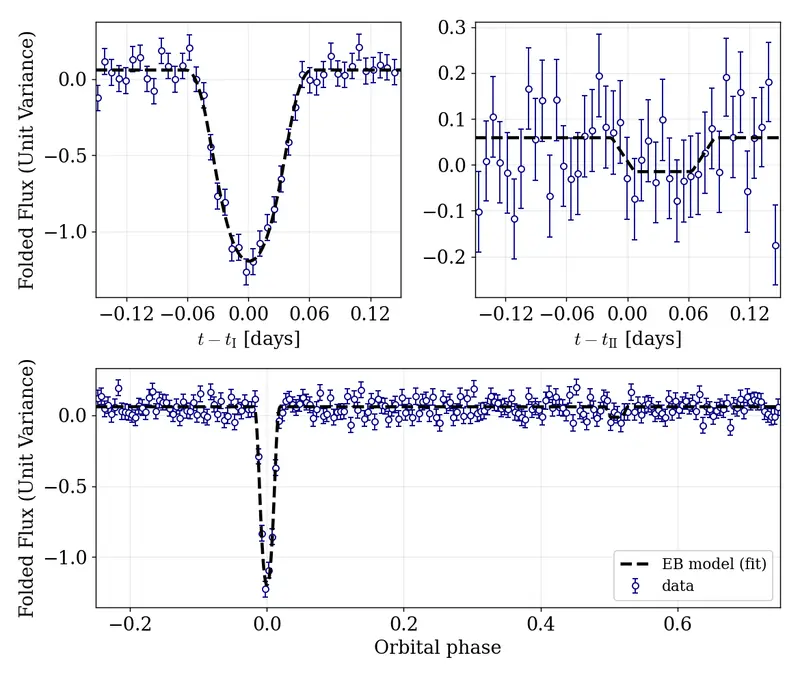 Folded Flux (Unit Variance)
0.0
−0.5
−1.0
−0.12 −0.06 0.00 0.06 0.12
t − tI [days]
0.3
0.2
0.1
0.0
−0.1
−0.2
−0.12 −0.06 0.00 0.06 0.12
t − tII [days]
Folded Flux (Unit Variance)
0.0
−0.5
−1.0
EB model (fit)
data
−0.2 0.0 0.2 0.4 0.6
Orbital phase